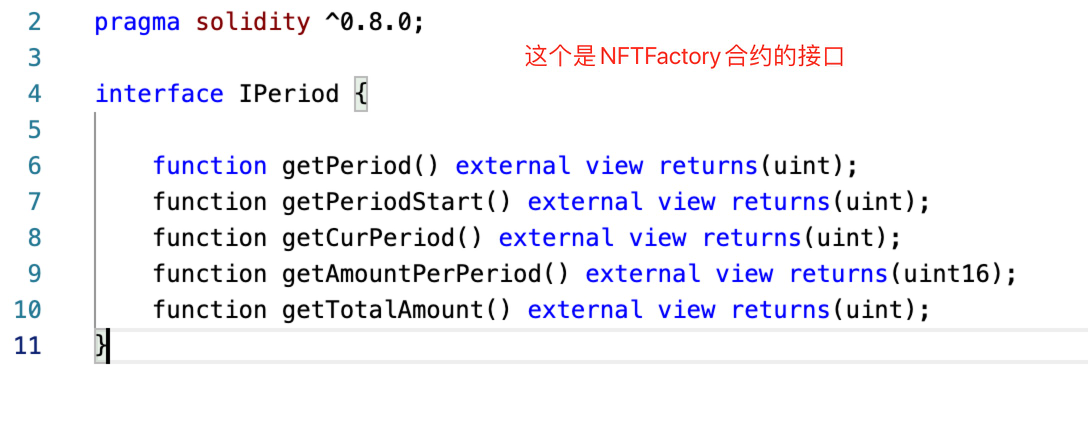 2 pragma solidity ^0.8.0;
3 这个是NFTFactory合约的接口
4 interface IPeriod {
5
6 function getPeriod() external view returns(uint);
7 function getPeriodStart() external view returns(uint);
8 function getCurPeriod() external view returns(uint);
9 function getAmountPerPeriod() external view returns(uint16);
10 function getTotalAmount() external view returns(uint);
11 }